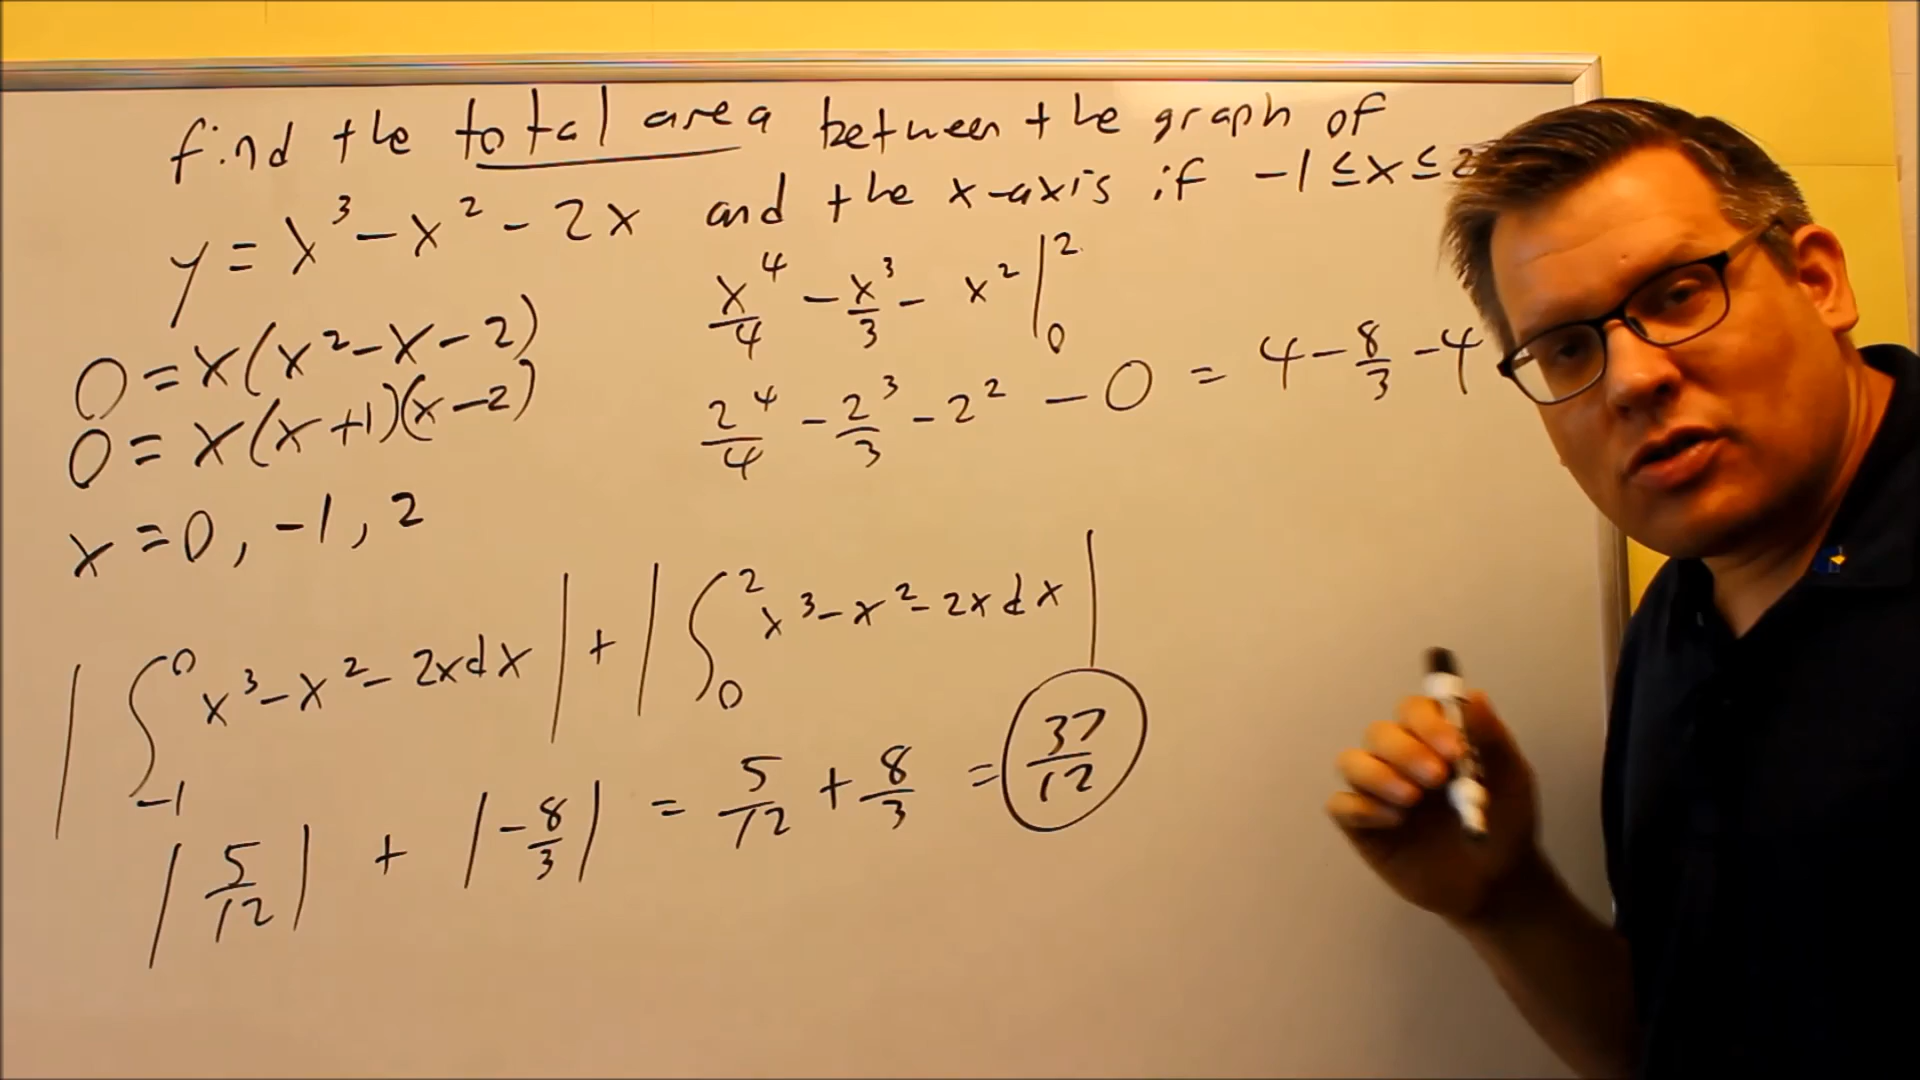 find the total area between the graph of
y = x³ - x² - 2x and the x-axis if -1 ≤ x ≤ 2
0 = x(x² - x - 2)
0 = x(x+1)(x-2)
x = 0, -1, 2
x⁴/4 - x³/3 - x² |₀²
2⁴/4 - 2³/3 - 2² - 0 = 4 - 8/3 - 4
|∫₋₁⁰ x³ - x² - 2x dx| + |∫₀² x³ - x² - 2x dx|
|5/12| + |-8/3| = 5/12 + 8/3 = 37/12